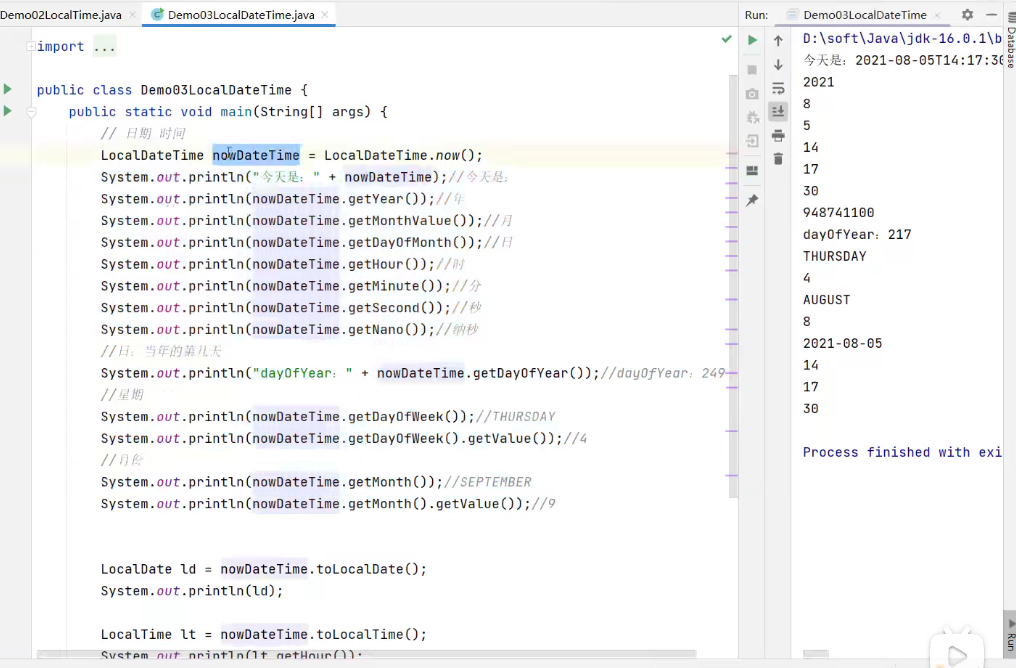 Demo02LocalTime.java
Demo03LocalDateTime.java
Run:
Demo03LocalDateTime
Database
import ...
public class Demo03LocalDateTime {
public static void main(String[] args) {
// 日期 时间
LocalDateTime nowDateTime = LocalDateTime.now();
System.out.println("今天是：" + nowDateTime);//今天是：
System.out.println(nowDateTime.getYear());//年
System.out.println(nowDateTime.getMonthValue());//月
System.out.println(nowDateTime.getDayOfMonth());//日
System.out.println(nowDateTime.getHour());//时
System.out.println(nowDateTime.getMinute());//分
System.out.println(nowDateTime.getSecond());//秒
System.out.println(nowDateTime.getNano());//纳秒
//日：当年的第几天
System.out.println("dayOfYear：" + nowDateTime.getDayOfYear());//dayOfYear：249
//星期
System.out.println(nowDateTime.getDayOfWeek());//THURSDAY
System.out.println(nowDateTime.getDayOfWeek().getValue());//4
//月份
System.out.println(nowDateTime.getMonth());//SEPTEMBER
System.out.println(nowDateTime.getMonth().getValue());//9
LocalDate ld = nowDateTime.toLocalDate();
System.out.println(ld);
LocalTime lt = nowDateTime.toLocalTime();
System.out.println(lt.getHour());
D:\soft\Java\jdk-16.0.1\b
今天是：2021-08-05T14:17:30
2021
8
5
14
17
30
948741100
dayOfYear：217
THURSDAY
4
AUGUST
8
2021-08-05
14
17
30
Process finished with exi
Run